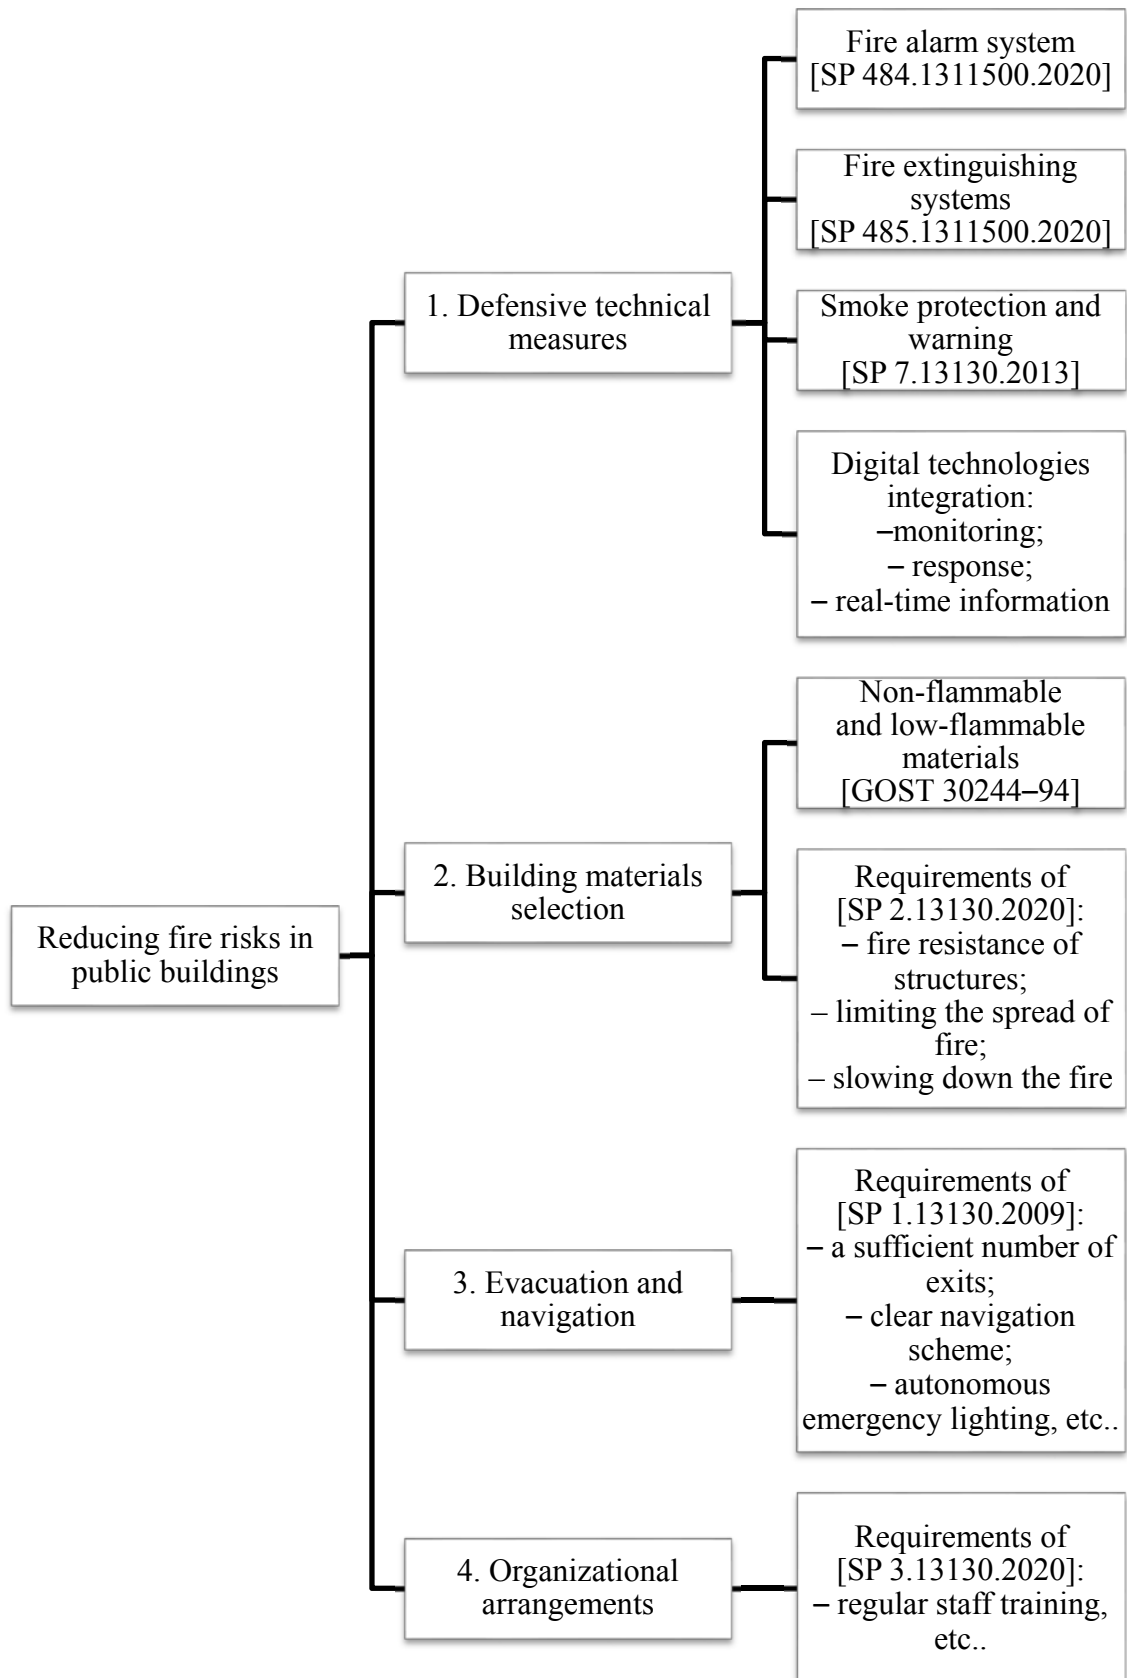 Reducing fire risks in
public buildings
1. Defensive technical
measures
Fire alarm system
[SP 484.1311500.2020]
Fire extinguishing
systems
[SP 485.1311500.2020]
Smoke protection and
warning
[SP 7.13130.2013]
Digital technologies
integration:
–monitoring;
– response;
– real-time information
2. Building materials
selection
Non-flammable
and low-flammable
materials
[GOST 30244–94]
Requirements of
[SP 2.13130.2020]:
– fire resistance of
structures;
– limiting the spread of
fire;
– slowing down the fire
3. Evacuation and
navigation
Requirements of
[SP 1.13130.2009]:
– a sufficient number of
exits;
– clear navigation
scheme;
– autonomous
emergency lighting, etc..
4. Organizational
arrangements
Requirements of
[SP 3.13130.2020]:
– regular staff training,
etc..